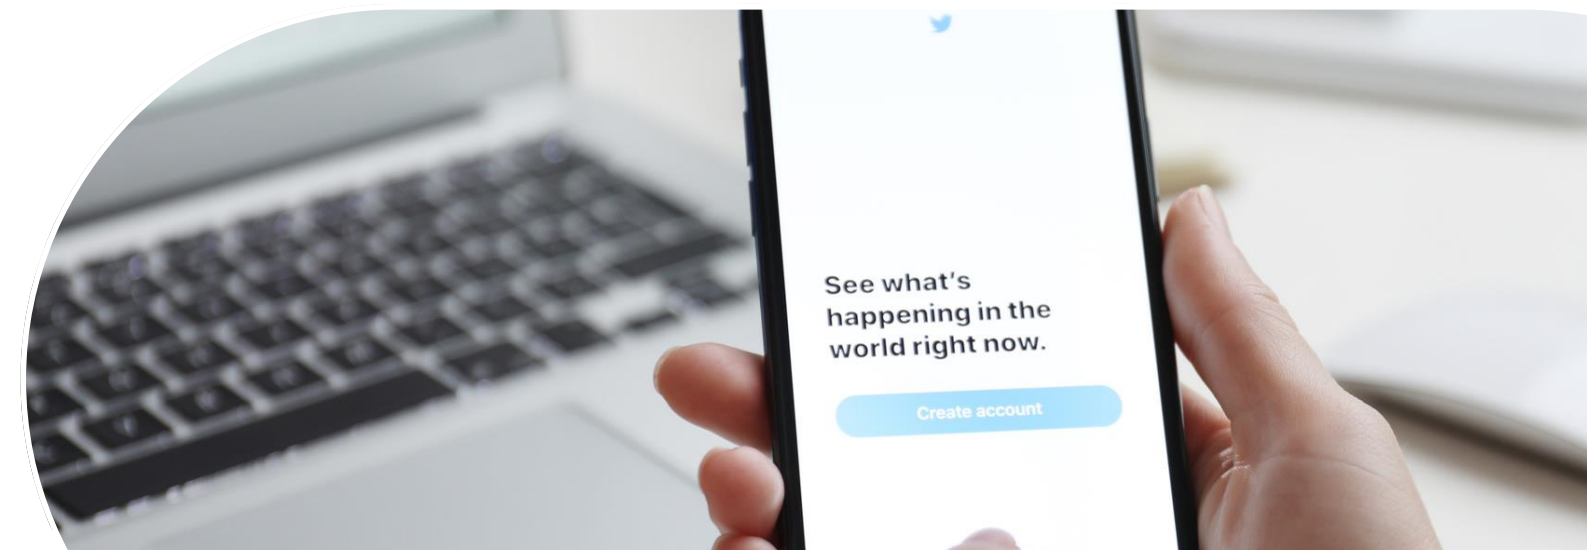 See what's
happening in the
world right now.
Create account